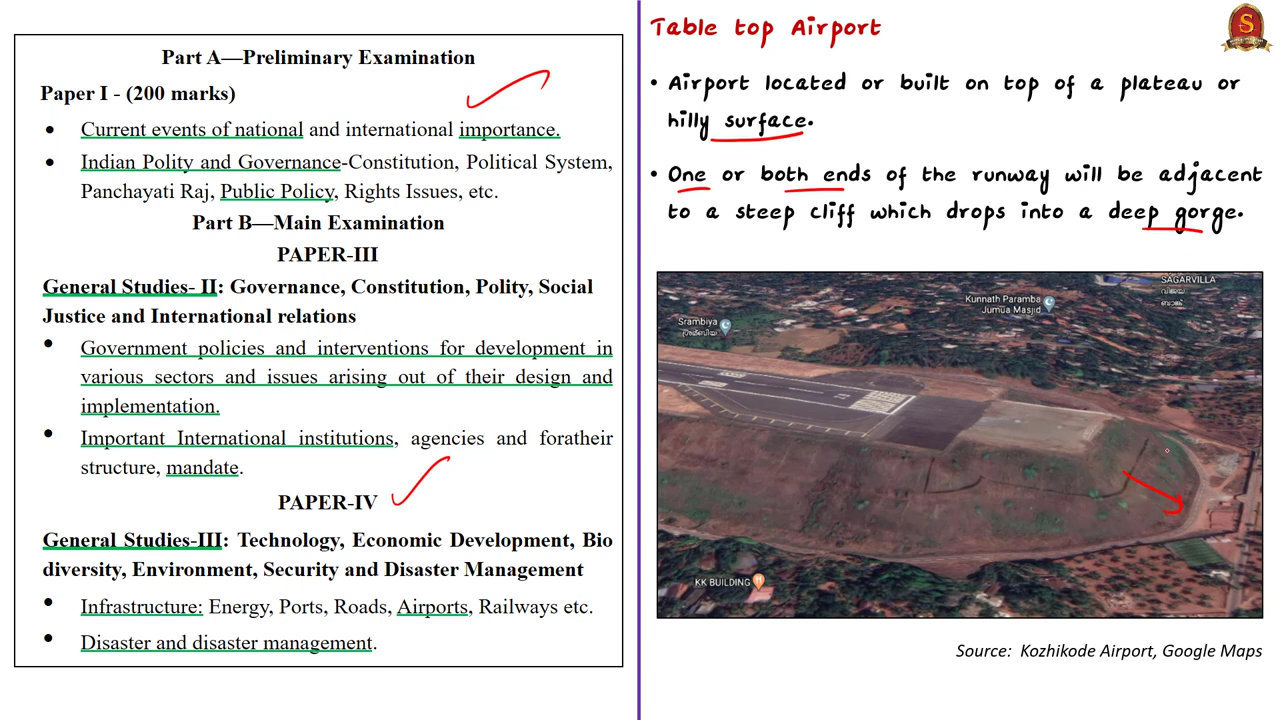 Part A—Preliminary Examination
Paper I - (200 marks)
• Current events of national and international importance.
• Indian Polity and Governance-Constitution, Political System,
Panchayati Raj, Public Policy, Rights Issues, etc.
Part B—Main Examination
PAPER-III
General Studies- II: Governance, Constitution, Polity, Social
Justice and International relations
• Government policies and interventions for development in
various sectors and issues arising out of their design and
implementation.
• Important International institutions, agencies and foratheir
structure, mandate.
PAPER-IV
General Studies-III: Technology, Economic Development, Bio
diversity, Environment, Security and Disaster Management
• Infrastructure: Energy, Ports, Roads, Airports, Railways etc.
• Disaster and disaster management.
Table top Airport
• Airport located or built on top of a plateau or
hilly surface.
• One or both ends of the runway will be adjacent
to a steep cliff which drops into a deep gorge.
SAGARVILLA
വിജയ
ബാങ്ക്
Kunnath Paramba
Jumua Masjid
Srambiya
KK BUILDING
Source: Kozhikode Airport, Google Maps
S